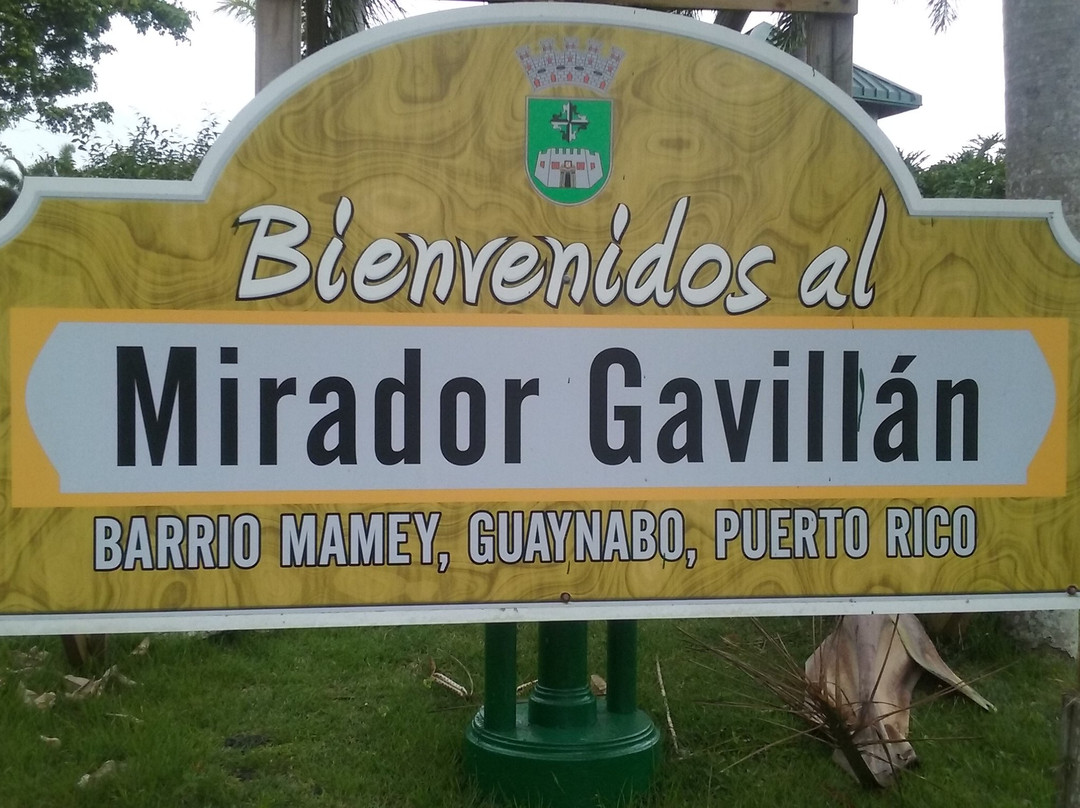 Bienvenidos al
Mirador Gavillán
BARRIO MAMEY, GUAYNABO, PUERTO RICO